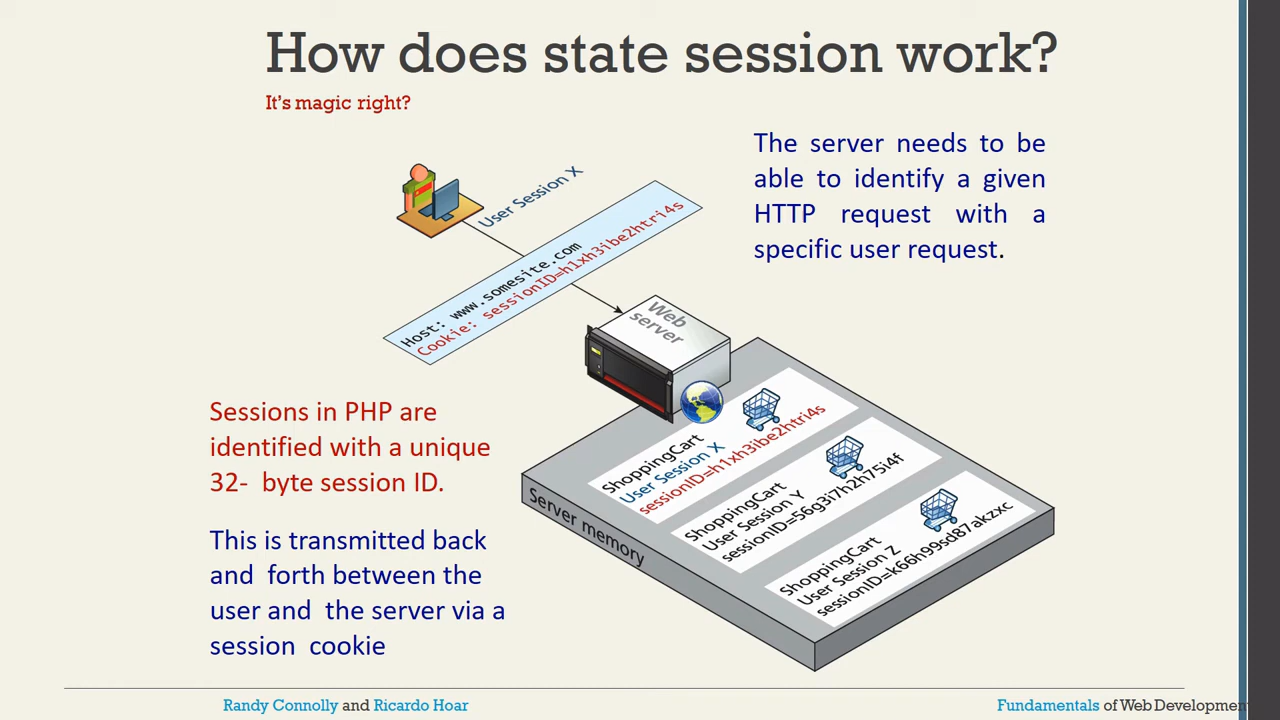 How does state session work?
It's magic right?
The server needs to be
able to identify a given
HTTP request with a
specific user request.
User Session X
Host: www.somesite.com
Cookie: sessionID=h1xh3ibe2htri4s
Web
server
Sessions in PHP are
identified with a unique
32- byte session ID.
This is transmitted back
and forth between the
user and the server via a
session cookie
Server memory
ShoppingCart
User Session X
sessionID=h1xh3ibe2htri4s
ShoppingCart
User Session Y
sessionID=56g3i7h2h75i4f
ShoppingCart
User Session Z
sessionID=k66h99sd87akzxc
Randy Connolly and Ricardo Hoar
Fundamentals of Web Development